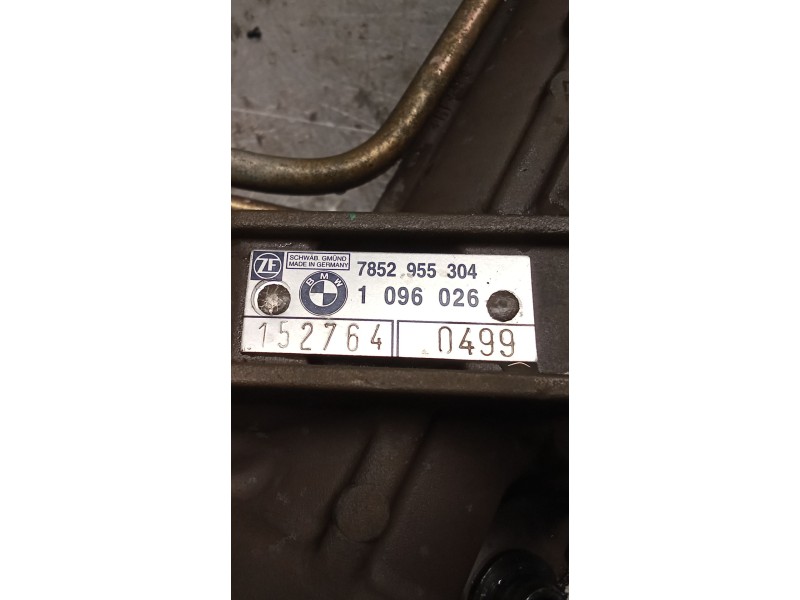 ZF SCHWÄB. GMÜND 7852 955 304
MADE IN GERMANY
BMW 1 096 026
152764 0499